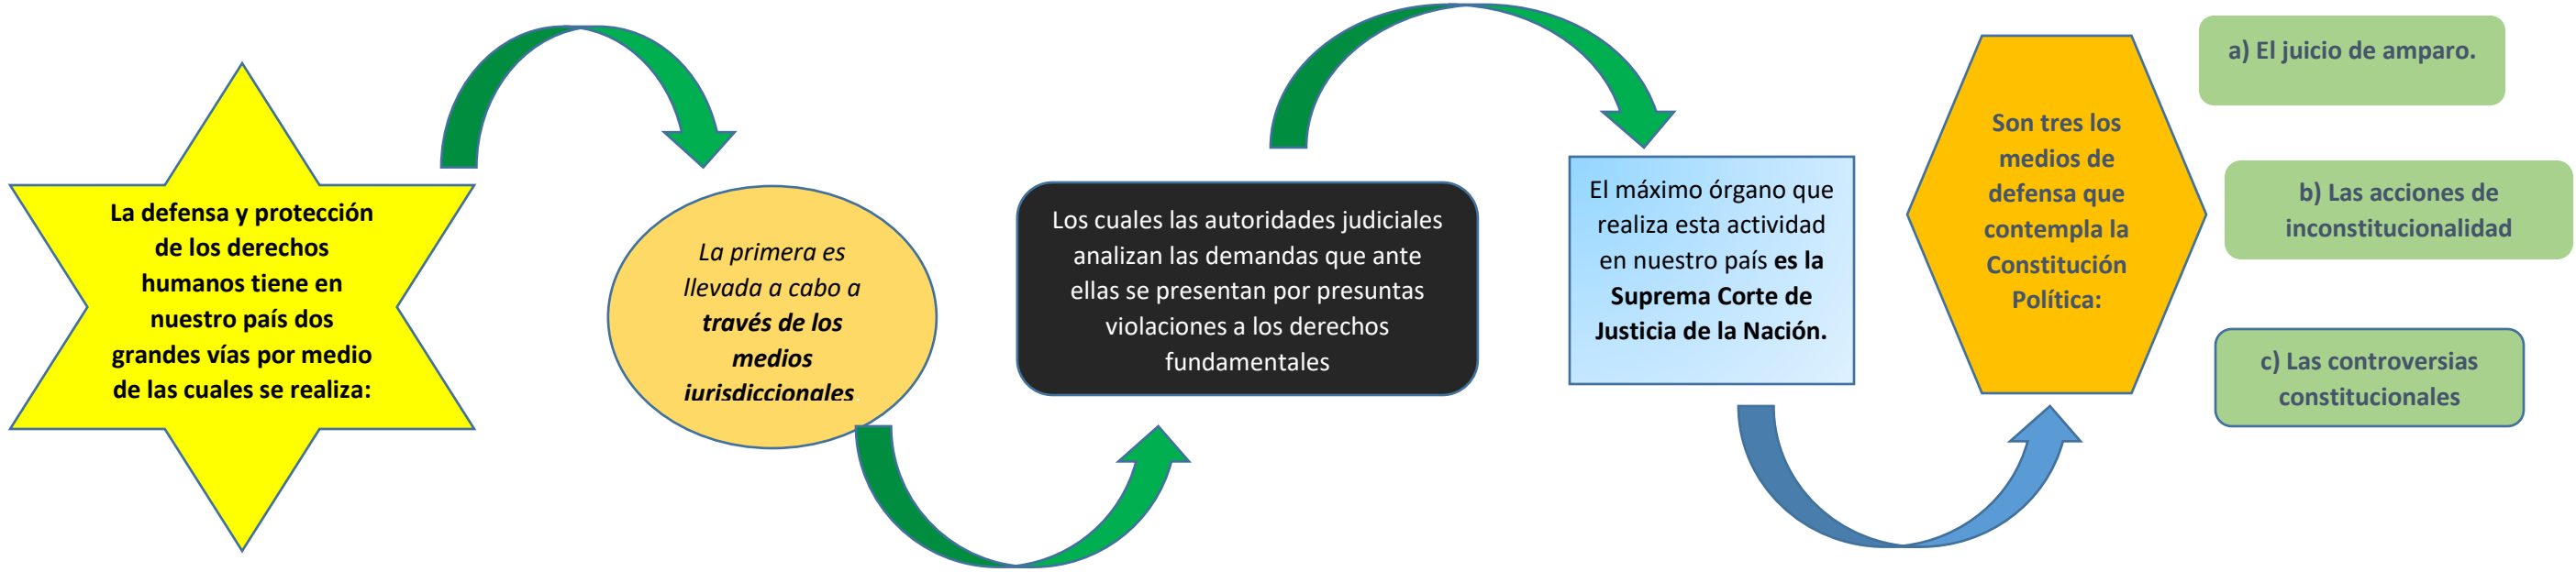 La defensa y protección
de los derechos
humanos tiene en
nuestro país dos
grandes vías por medio
de las cuales se realiza:
La primera es
llevada a cabo a
través de los
medios
jurisdiccionales.
Los cuales las autoridades judiciales
analizan las demandas que ante
ellas se presentan por presuntas
violaciones a los derechos
fundamentales
El máximo órgano que
realiza esta actividad
en nuestro país es la
Suprema Corte de
Justicia de la Nación.
Son tres los
medios de
defensa que
contempla la
Constitución
Política:
a) El juicio de amparo.
b) Las acciones de
inconstitucionalidad
c) Las controversias
constitucionales